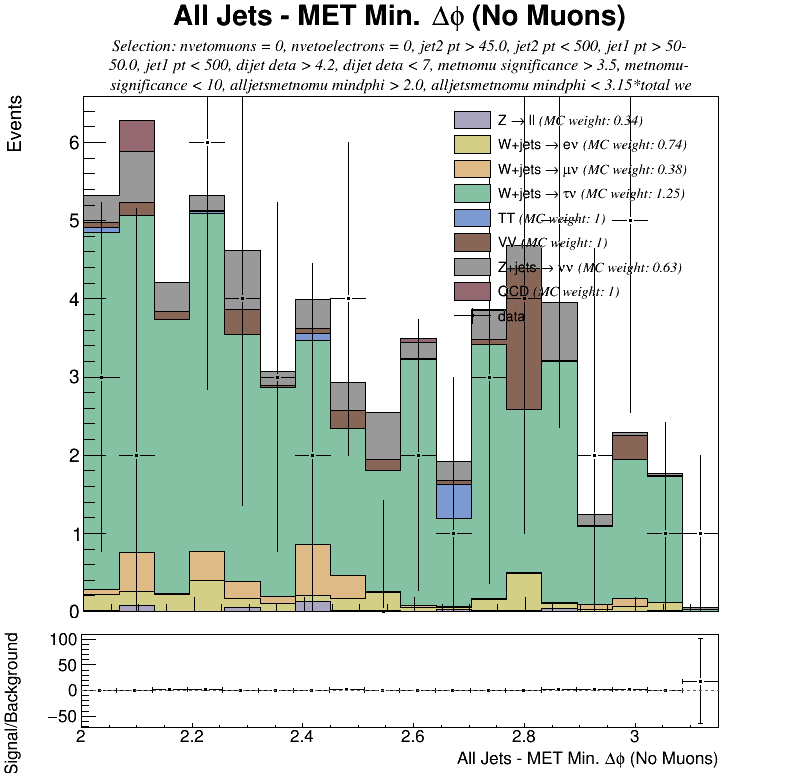 All Jets - MET Min. Δϕ (No Muons)
Selection: nvetomuons = 0, nvetoelectrons = 0, jet2 pt > 45.0, jet2 pt < 500, jet1 pt > 50-
50.0, jet1 pt < 500, dijet deta > 4.2, dijet deta < 7, metnomu significance > 3.5, metnomu-
significance < 10, alljetsmetnomu mindphi > 2.0, alljetsmetnomu mindphi < 3.15*total we
Events
6
5
4
3
2
1
0
Z → ll (MC weight: 0.34)
W+jets → eν (MC weight: 0.74)
W+jets → μν (MC weight: 0.38)
W+jets → τν (MC weight: 1.25)
TT (MC weight: 1)
VV (MC weight: 1)
Z+jets → νν (MC weight: 0.63)
QCD (MC weight: 1)
data
Signal/Background
100
50
0
−50
2 2.2 2.4 2.6 2.8 3
All Jets - MET Min. Δϕ (No Muons)